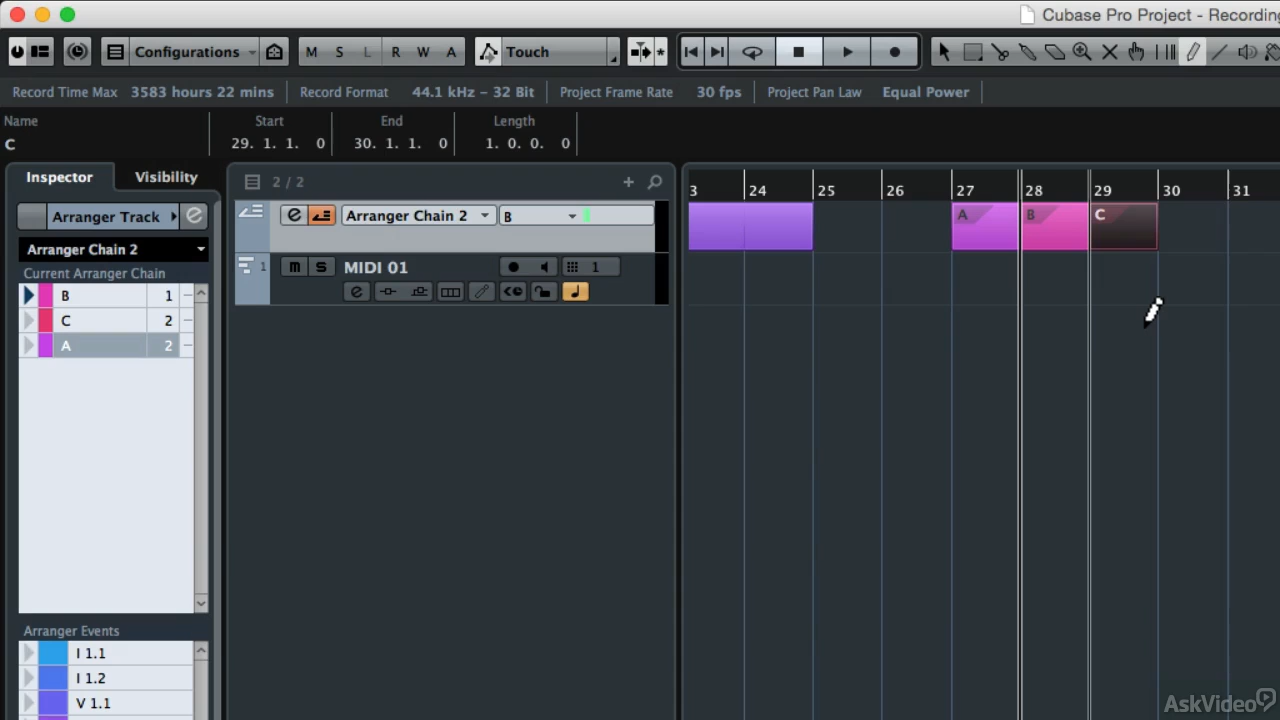 Cubase Pro Project - Recording
Configurations M S L R W A Touch
Record Time Max 3583 hours 22 mins Record Format 44.1 kHz - 32 Bit Project Frame Rate 30 fps Project Pan Law Equal Power
Name Start End Length
C 29. 1. 1. 0 30. 1. 1. 0 1. 0. 0. 0
Inspector Visibility 2 / 2
3 24 25 26 27 28 29 30 31
Arranger Track e e Arranger Chain 2 B A B C
Arranger Chain 2
Current Arranger Chain 1 m S MIDI 01 1
B 1
C 2
A 2
Arranger Events
I 1.1
I 1.2
V 1.1
AskVideo